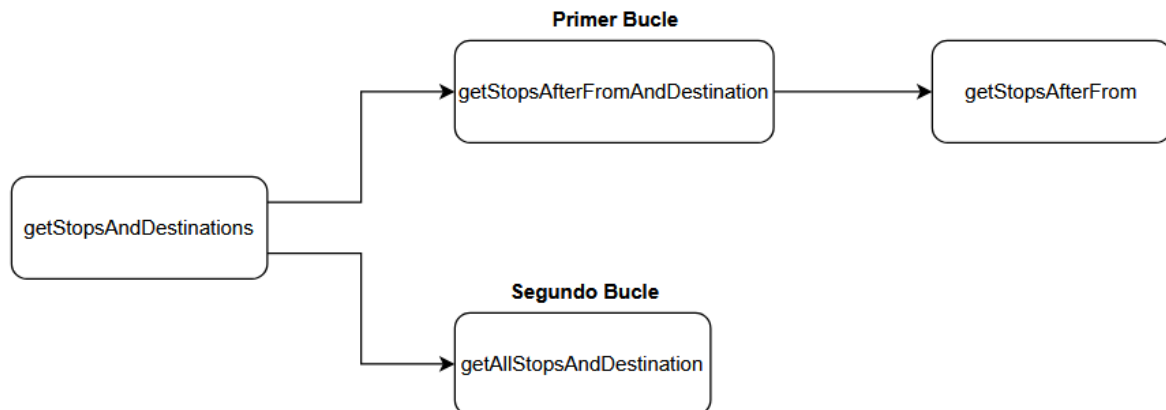 Primer Bucle
getStopsAfterFromAndDestination
getStopsAfterFrom
getStopsAndDestinations
Segundo Bucle
getAllStopsAndDestination